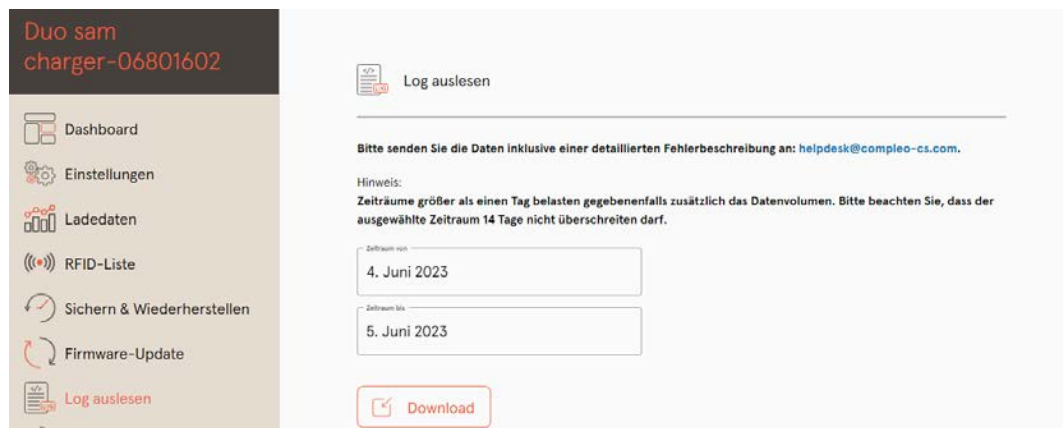 Duo sam
charger-06801602
Dashboard
Einstellungen
Ladedaten
RFID-Liste
Sichern & Wiederherstellen
Firmware-Update
Log auslesen
Log auslesen
Bitte senden Sie die Daten inklusive einer detaillierten Fehlerbeschreibung an: helpdesk@compleo-cs.com.
Hinweis:
Zeiträume größer als einen Tag belasten gegebenenfalls zusätzlich das Datenvolumen. Bitte beachten Sie, dass der
ausgewählte Zeitraum 14 Tage nicht überschreiten darf.
Zeitraum von
4. Juni 2023
Zeitraum bis
5. Juni 2023
Download